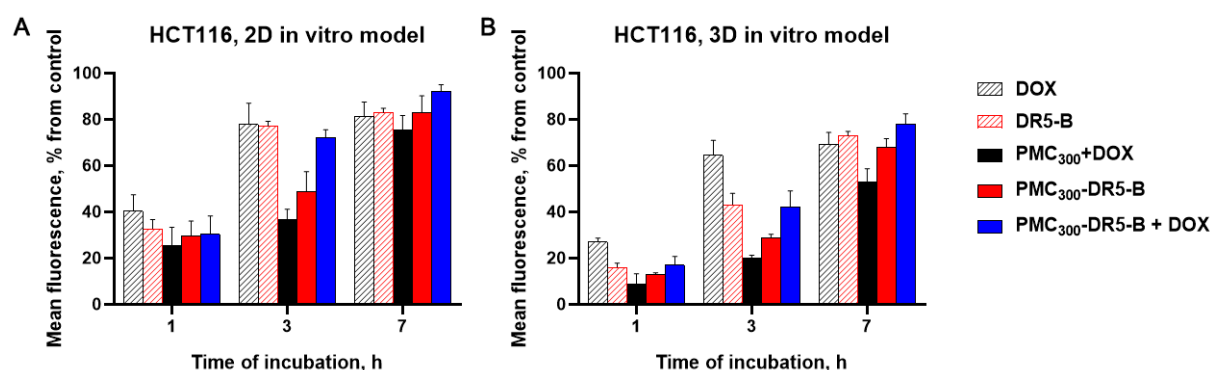 A
HCT116, 2D in vitro model
Mean fluorescence, % from control
100
80
60
40
20
0
1
3
7
Time of incubation, h
B
HCT116, 3D in vitro model
Mean fluorescence, % from control
100
80
60
40
20
0
1
3
7
Time of incubation, h
DOX
DR5-B
PMC₃₀₀+DOX
PMC₃₀₀-DR5-B
PMC₃₀₀-DR5-B + DOX